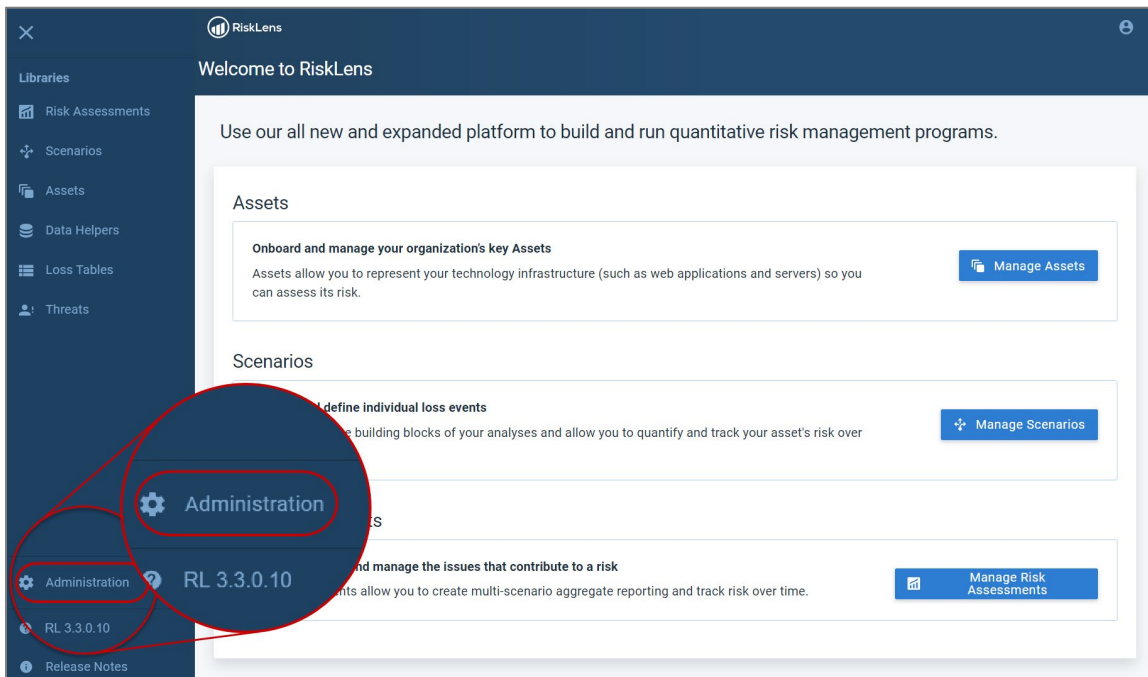 RiskLens
Welcome to RiskLens
Libraries
Risk Assessments
Scenarios
Assets
Data Helpers
Loss Tables
Threats
Administration
RL 3.3.0.10
Release Notes
Use our all new and expanded platform to build and run quantitative risk management programs.
Assets
Onboard and manage your organization's key Assets
Assets allow you to represent your technology infrastructure (such as web applications and servers) so you
can assess its risk.
Manage Assets
Scenarios
define individual loss events
building blocks of your analyses and allow you to quantify and track your asset's risk over
Manage Scenarios
Administration
RL 3.3.0.10
and manage the issues that contribute to a risk
allow you to create multi-scenario aggregate reporting and track risk over time.
Manage Risk
Assessments